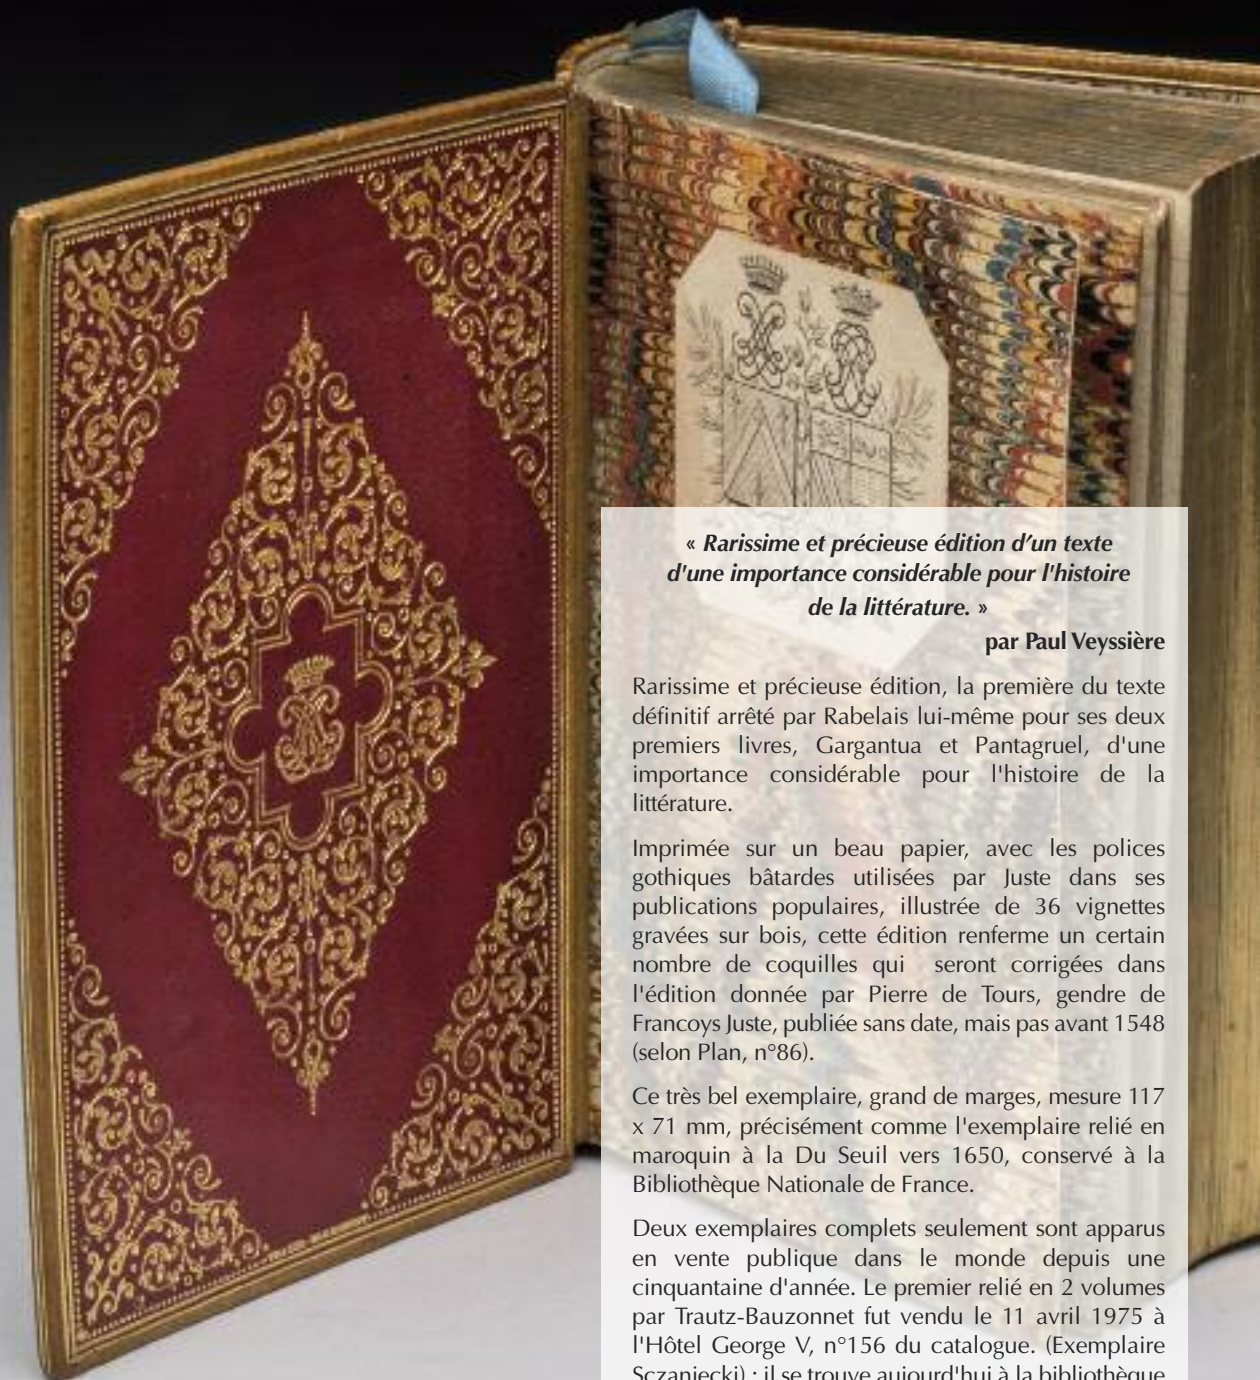 « Rarissime et précieuse édition d’un texte
d'une importance considérable pour l'histoire
de la littérature. »
par Paul Veyssière
Rarissime et précieuse édition, la première du texte
définitif arrêté par Rabelais lui-même pour ses deux
premiers livres, Gargantua et Pantagruel, d'une
importance considérable pour l'histoire de la
littérature.
Imprimée sur un beau papier, avec les polices
gothiques bâtardes utilisées par Juste dans ses
publications populaires, illustrée de 36 vignettes
gravées sur bois, cette édition renferme un certain
nombre de coquilles qui seront corrigées dans
l'édition donnée par Pierre de Tours, gendre de
Francoys Juste, publiée sans date, mais pas avant 1548
(selon Plan, n°86).
Ce très bel exemplaire, grand de marges, mesure 117
x 71 mm, précisément comme l'exemplaire relié en
maroquin à la Du Seuil vers 1650, conservé à la
Bibliothèque Nationale de France.
Deux exemplaires complets seulement sont apparus
en vente publique dans le monde depuis une
cinquantaine d'année. Le premier relié en 2 volumes
par Trautz-Bauzonnet fut vendu le 11 avril 1975 à
l'Hôtel George V, n°156 du catalogue. (Exemplaire
Sczaniecki) ; il se trouve aujourd'hui à la bibliothèque